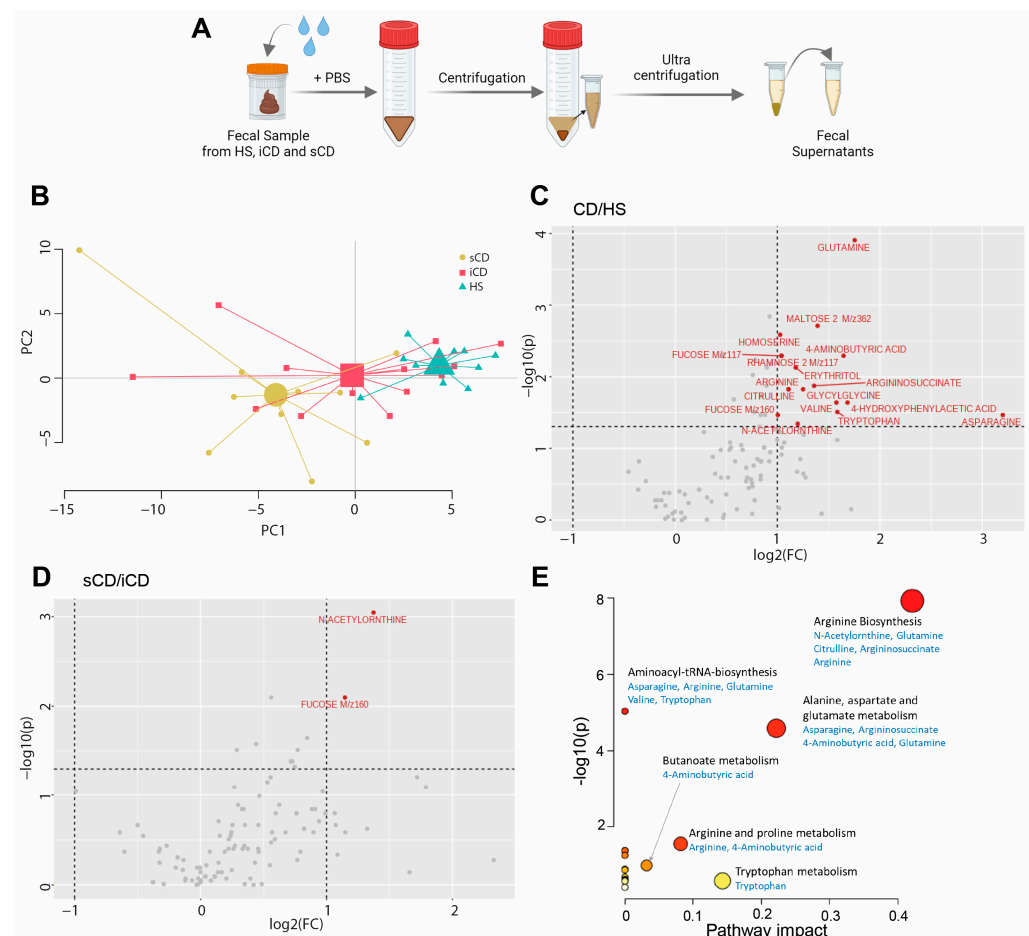 A
+ PBS
Centrifugation
Ultra
centrifugation
Fecal Sample
from HS, iCD and sCD
Fecal
Supernatants
B
sCD
iCD
HS
PC2
10
5
0
−5
−15
−10
−5
0
5
PC1
C
CD/HS
−log10(p)
4
3
2
1
0
GLUTAMINE
MALTOSE 2 M/z362
HOMOSERINE
4-AMINOBUTYRIC ACID
FUCOSE M/z117
RHAMNOSE 2 M/z117
ERYTHRITOL
ARGININE
ARGININOSUCCINATE
CITRULLINE
GLYCYLGLYCINE
FUCOSE M/z160
VALINE
4-HYDROXYPHENYLACETIC ACID
TRYPTOPHAN
ASPARAGINE
N-ACETYLORNTHINE
−1
0
1
2
3
log2(FC)
D
sCD/iCD
−log10(p)
3
2
1
0
N-ACETYLORNTHINE
FUCOSE M/z160
−1
0
1
2
log2(FC)
E
-log10(p)
8
6
4
2
Arginine Biosynthesis
N-Acetylornthine, Glutamine
Citrulline, Argininosuccinate
Arginine
Aminoacyl-tRNA-biosynthesis
Asparagine, Arginine, Glutamine
Valine, Tryptophan
Alanine, aspartate and
glutamate metabolism
Asparagine, Argininosuccinate
4-Aminobutyric acid, Glutamine
Butanoate metabolism
4-Aminobutyric acid
Arginine and proline metabolism
Arginine, 4-Aminobutyric acid
Tryptophan metabolism
Tryptophan
0
0.1
0.2
0.3
0.4
Pathway impact